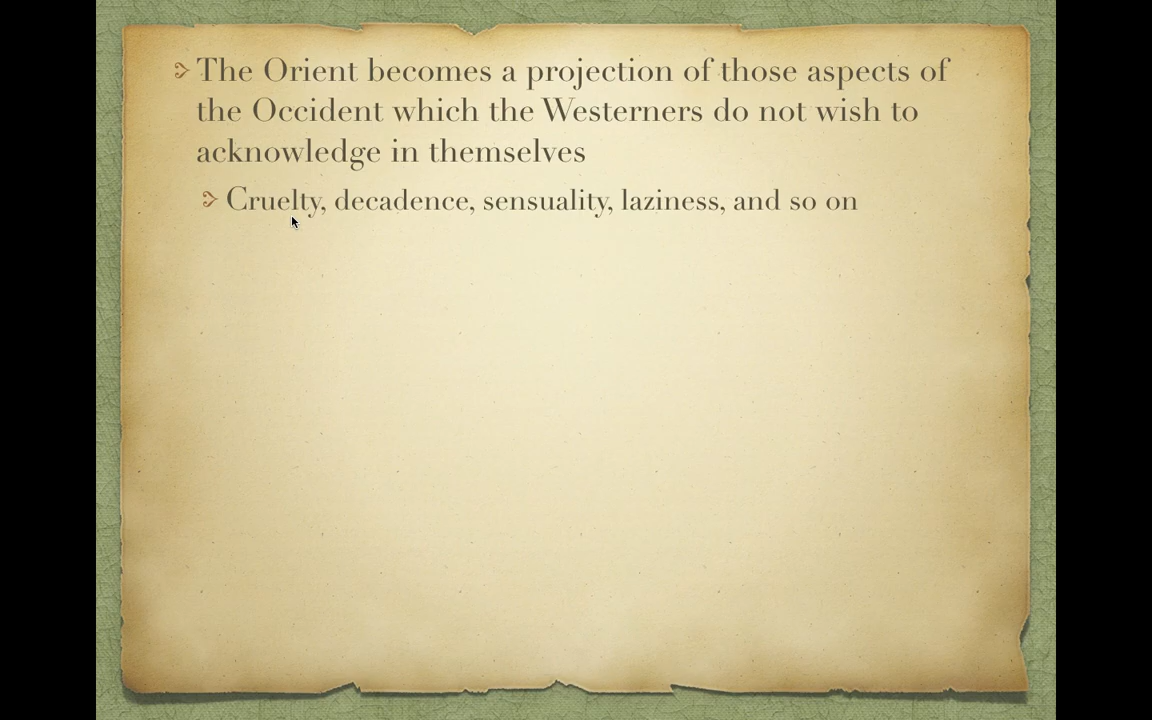 The Orient becomes a projection of those aspects of
the Occident which the Westerners do not wish to
acknowledge in themselves
Cruelty, decadence, sensuality, laziness, and so on